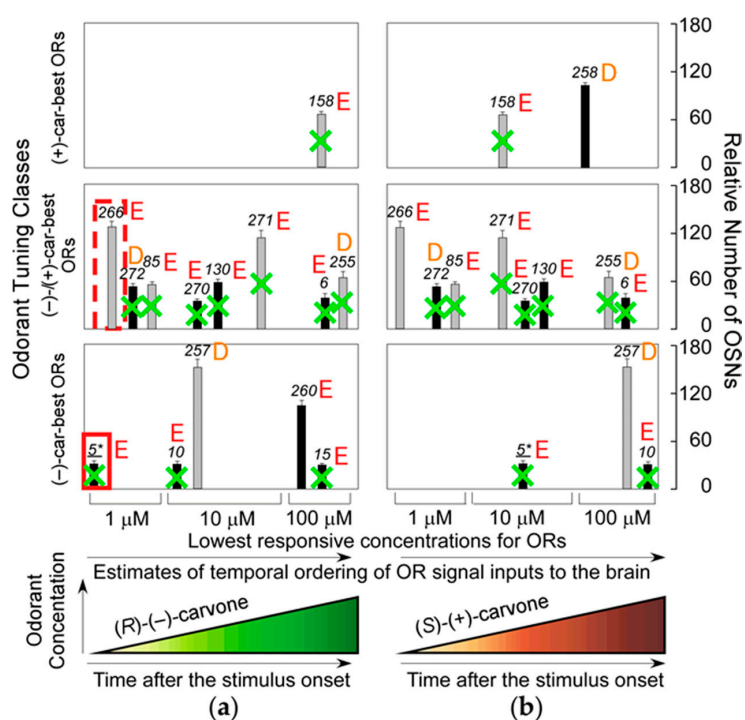 Odorant Tuning Classes
(+)-car-best ORs
158 E
158 E
258 D
180
120
60
0
(−)-/(+)-car-best
ORs
266 E
D
272
85 E
E
270
130 E
271
E
E
6
D
255
266 E
D
272
85 E
271
E
E
270
130 E
255 D
6 E
180
120
60
0
(−)-car-best ORs
5* E
E
10
257 D
260 E
15 E
5* E
257 D
E
10
180
120
60
0
Relative Number of OSNs
1 μM 10 μM 100 μM 1 μM 10 μM 100 μM
Lowest responsive concentrations for ORs
Estimates of temporal ordering of OR signal inputs to the brain
Odorant
Concentation
(R)-(−)-carvone
(S)-(+)-carvone
Time after the stimulus onset
Time after the stimulus onset
(a)
(b)